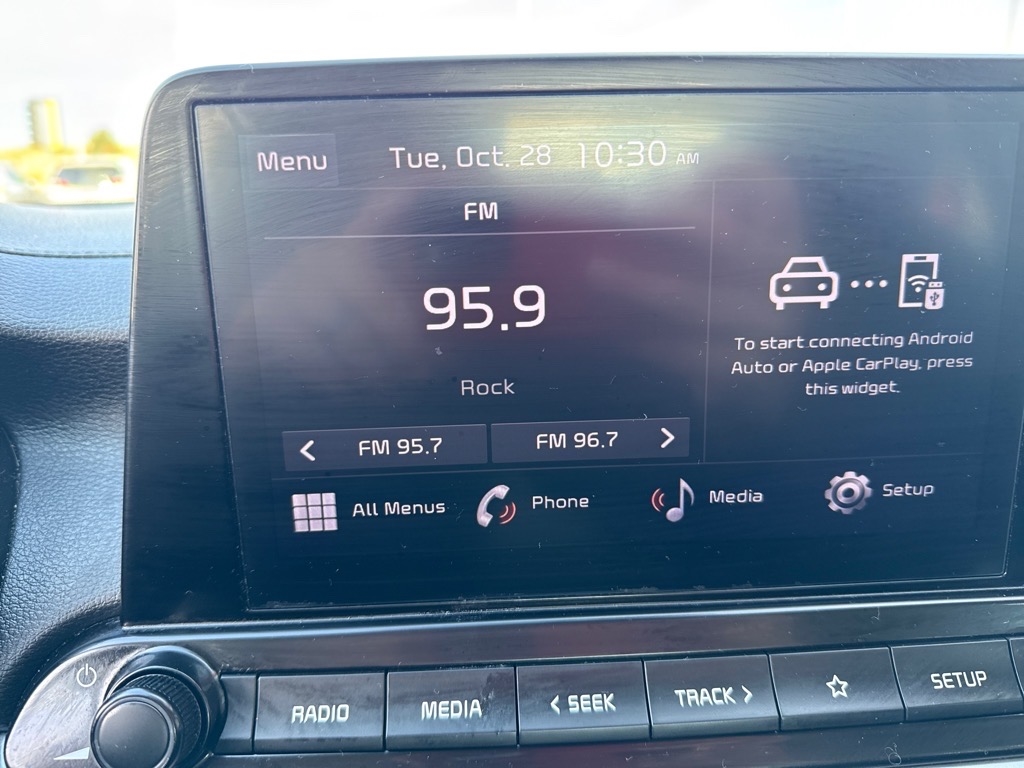 Menu
Tue, Oct. 28 10:30 AM
FM
95.9
Rock
To start connecting Android
Auto or Apple CarPlay, press
this widget.
< FM 95.7
FM 96.7 >
All Menus
Phone
Media
Setup
RADIO
MEDIA
< SEEK
TRACK >
SETUP